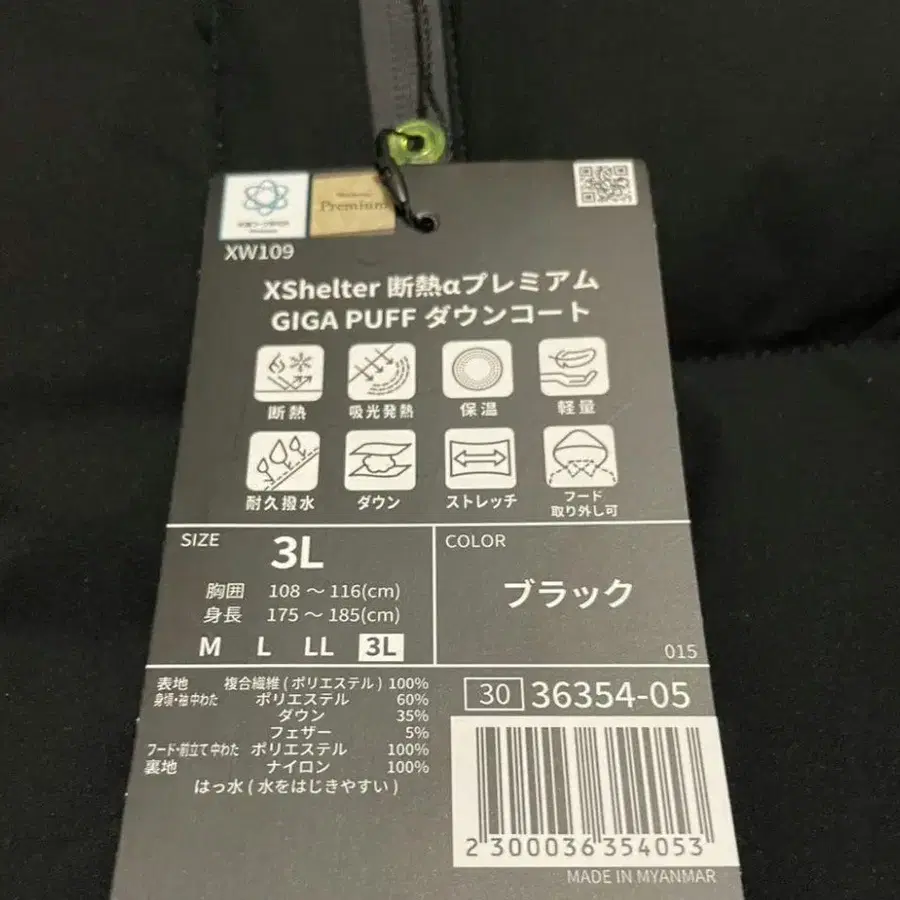 Premium
XW109
XShelter 断熱αプレミアム
GIGA PUFF ダウンコート
断熱
吸光発熱
保温
軽量
耐久撥水
ダウン
ストレッチ
フード
取り外し可
SIZE
3L
胸囲 108 ～ 116(cm)
身長 175 ～ 185(cm)
M L LL 3L
COLOR
ブラック
015
表地 複合繊維 ( ポリエステル ) 100%
身頃・袖 中わた ポリエステル 60%
ダウン 35%
フェザー 5%
フード・前立て 中わた ポリエステル 100%
裏地 ナイロン 100%
はっ水 ( 水をはじきやすい )
30 36354-05
2 300036 354053
MADE IN MYANMAR